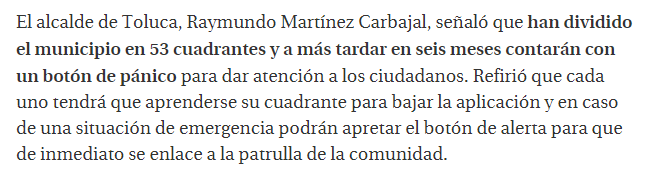 El alcalde de Toluca, Raymundo Martínez Carbajal, señaló que han dividido
el municipio en 53 cuadrantes y a más tardar en seis meses contarán con
un botón de pánico para dar atención a los ciudadanos. Refirió que cada
uno tendrá que aprenderse su cuadrante para bajar la aplicación y en caso
de una situación de emergencia podrán apretar el botón de alerta para que
de inmediato se enlace a la patrulla de la comunidad.